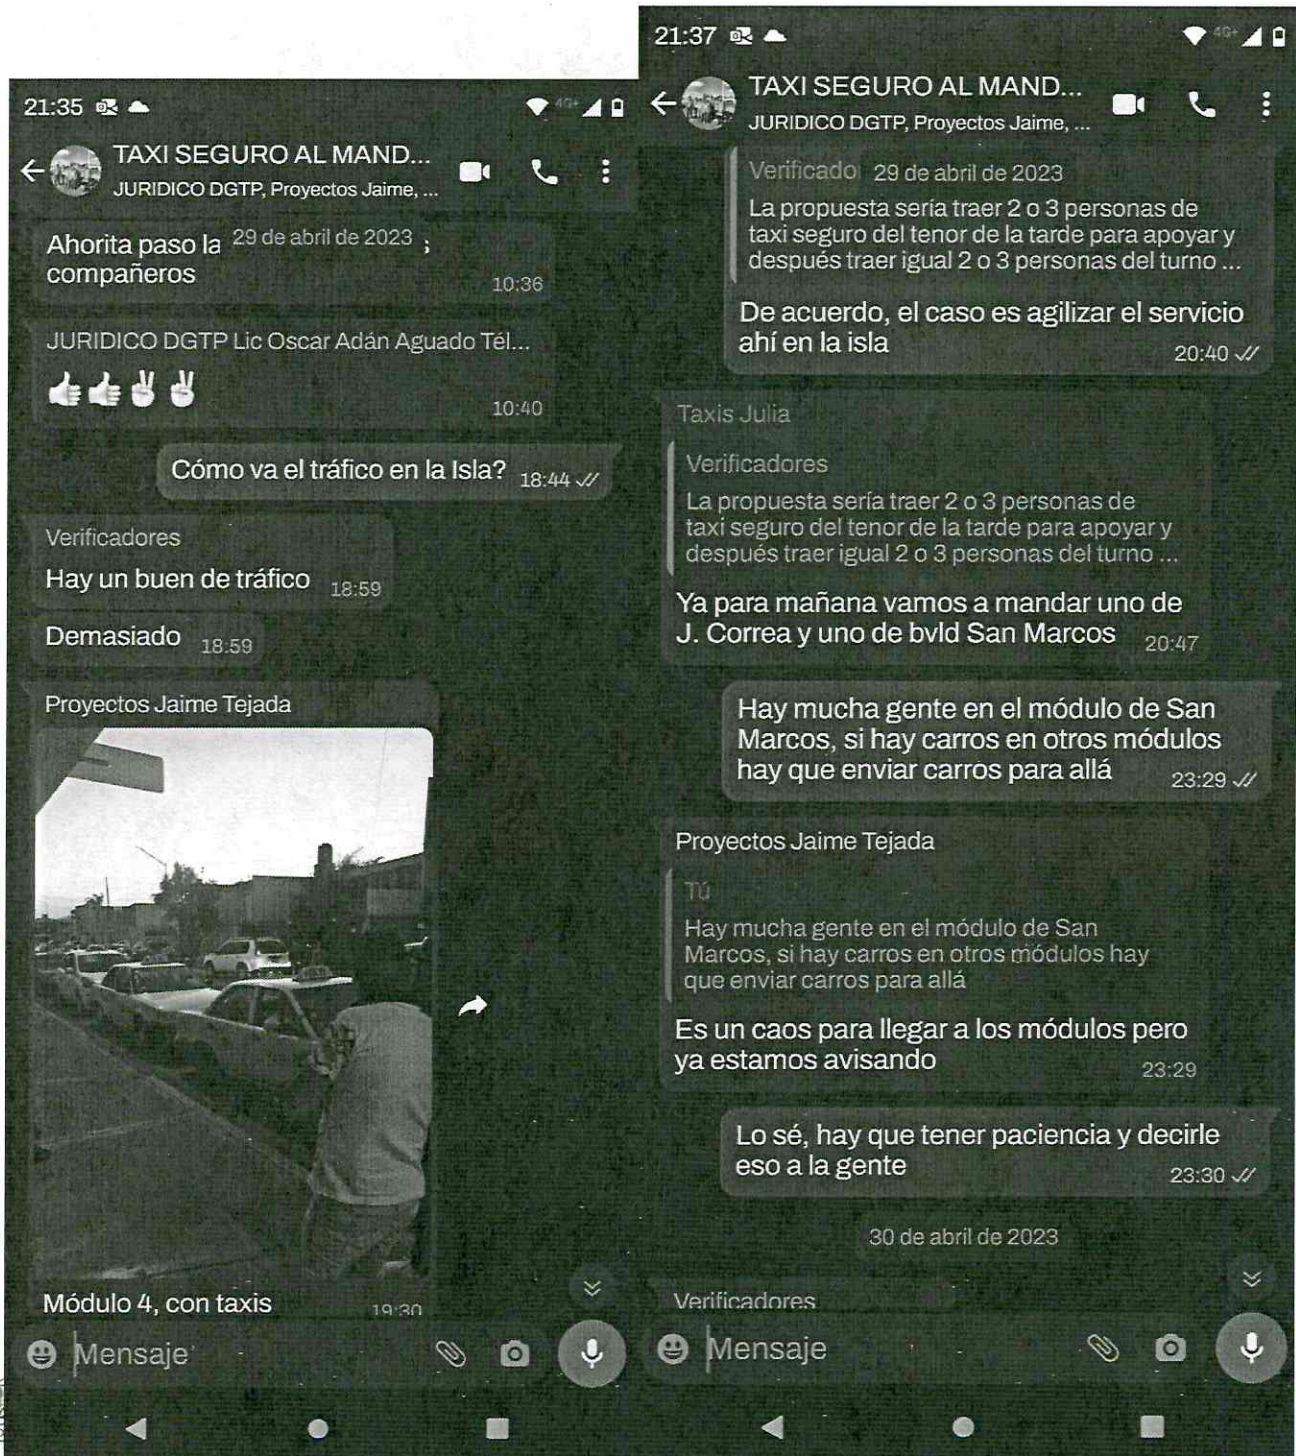 21:35
4G+
TAXI SEGURO AL MAND...
JURIDICO DGTP, Proyectos Jaime, ...
29 de abril de 2023
Ahorita paso la
compañeros
10:36
JURIDICO DGTP Lic Oscar Adán Aguado Tél...
10:40
Cómo va el tráfico en la Isla? 18:44
Verificadores
Hay un buen de tráfico 18:59
Demasiado 18:59
Proyectos Jaime Tejada
Módulo 4, con taxis 19:30
Mensaje
21:37
4G+
TAXI SEGURO AL MAND...
JURIDICO DGTP, Proyectos Jaime, ...
Verificado 29 de abril de 2023
La propuesta sería traer 2 o 3 personas de
taxi seguro del tenor de la tarde para apoyar y
después traer igual 2 o 3 personas del turno ...
De acuerdo, el caso es agilizar el servicio
ahí en la isla
20:40
Taxis Julia
Verificadores
La propuesta sería traer 2 o 3 personas de
taxi seguro del tenor de la tarde para apoyar y
después traer igual 2 o 3 personas del turno ...
Ya para mañana vamos a mandar uno de
J. Correa y uno de bvld San Marcos 20:47
Hay mucha gente en el módulo de San
Marcos, si hay carros en otros módulos
hay que enviar carros para allá 23:29
Proyectos Jaime Tejada
Tú
Hay mucha gente en el módulo de San
Marcos, si hay carros en otros módulos hay
que enviar carros para allá
Es un caos para llegar a los módulos pero
ya estamos avisando 23:29
Lo sé, hay que tener paciencia y decirle
eso a la gente 23:30
30 de abril de 2023
Verificadores
Mensaje